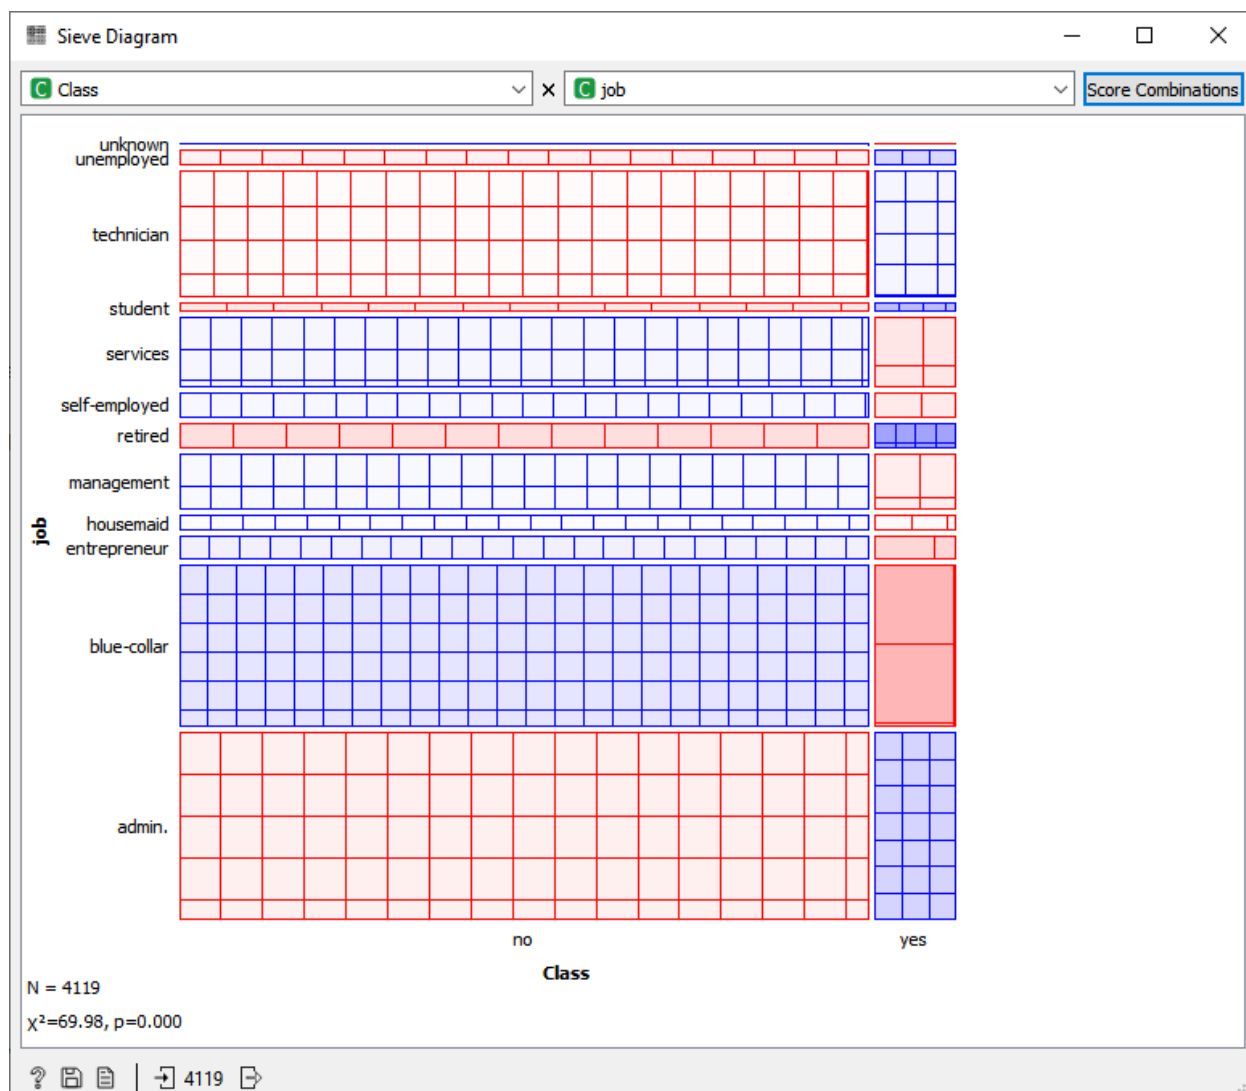 Sieve Diagram
Class
×
job
Score Combinations
unknown
unemployed
technician
student
services
self-employed
retired
management
housemaid
entrepreneur
blue-collar
admin.
job
no
yes
Class
N = 4119
χ²=69.98, p=0.000
4119